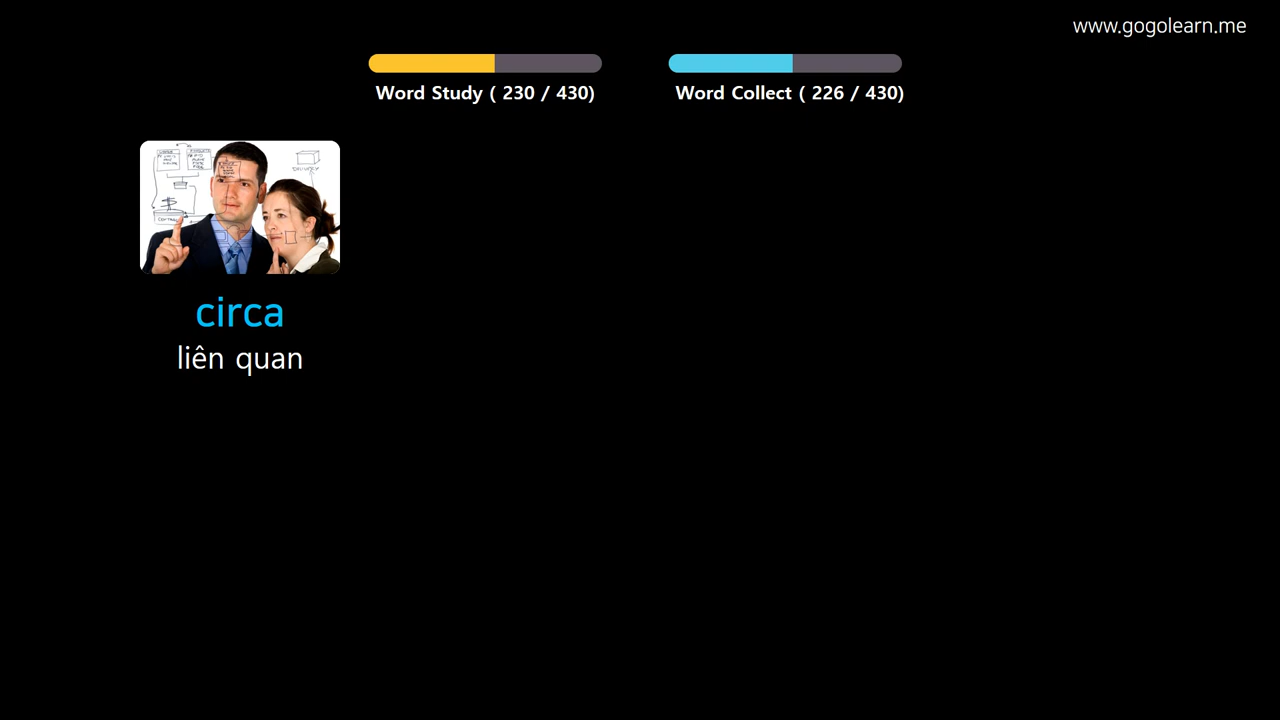 www.gogolearn.me
Word Study ( 230 / 430)
Word Collect ( 226 / 430)
circa
liên quan